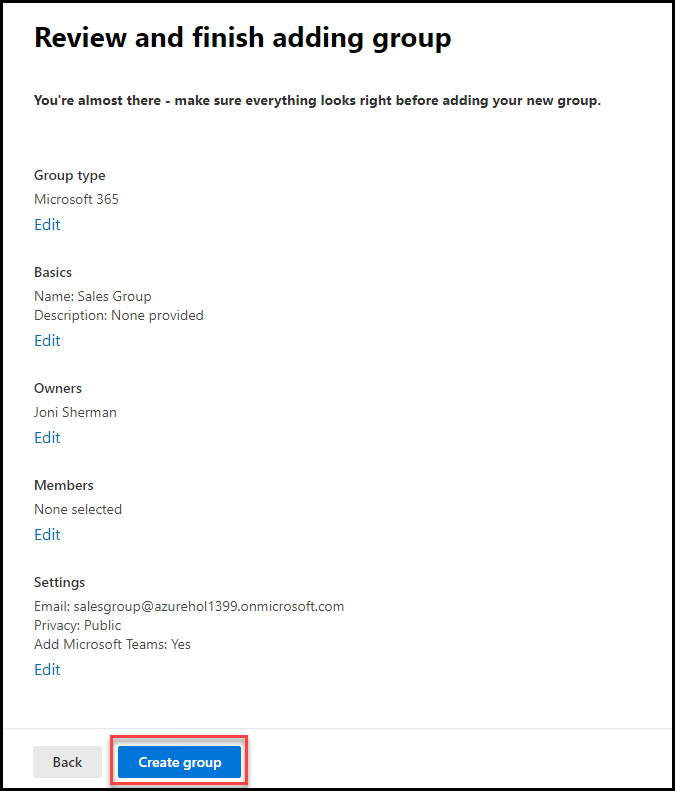 Review and finish adding group
You're almost there - make sure everything looks right before adding your new group.
Group type
Microsoft 365
Edit
Basics
Name: Sales Group
Description: None provided
Edit
Owners
Joni Sherman
Edit
Members
None selected
Edit
Settings
Email: salesgroup@azurehol1399.onmicrosoft.com
Privacy: Public
Add Microsoft Teams: Yes
Edit
Back
Create group